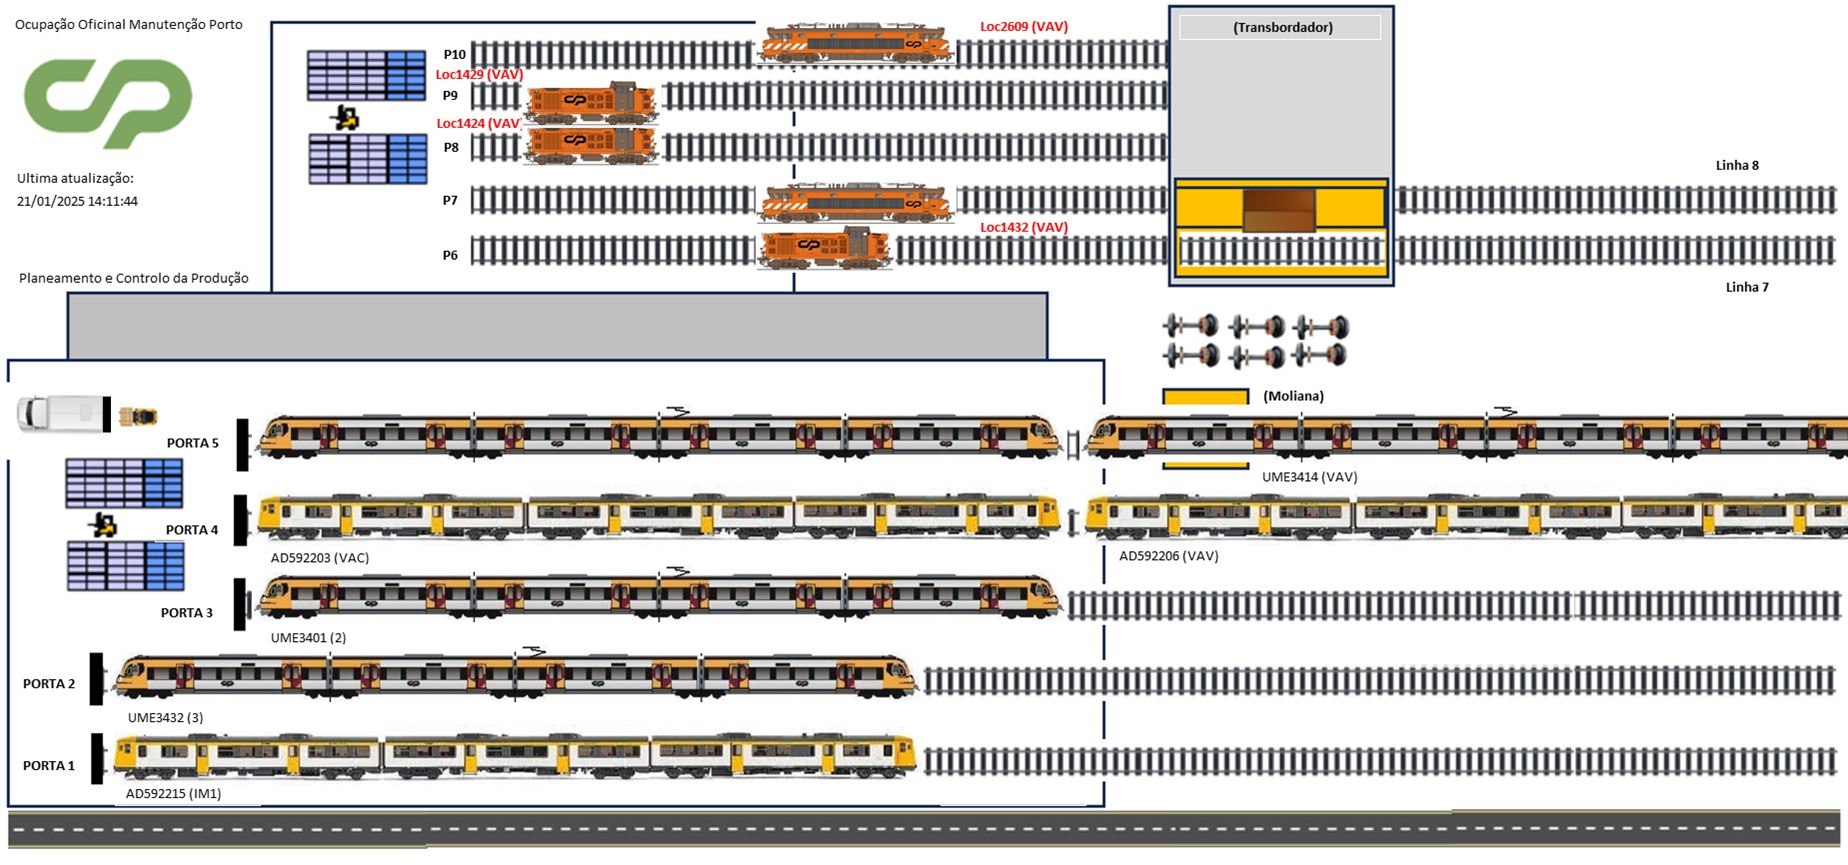 Ocupação Oficinal Manutenção Porto
Loc2609 (VAV)
(Transbordador)
P10
Loc1429 (VAV)
P9
Loc1424 (VAV)
P8
Linha 8
Ultima atualização:
21/01/2025 14:11:44
P7
Loc1432 (VAV)
P6
Planeamento e Controlo da Produção
Linha 7
(Moliana)
PORTA 5
UME3414 (VAV)
PORTA 4
AD592203 (VAC)
AD592206 (VAV)
PORTA 3
UME3401 (2)
PORTA 2
UME3432 (3)
PORTA 1
AD592215 (IM1)